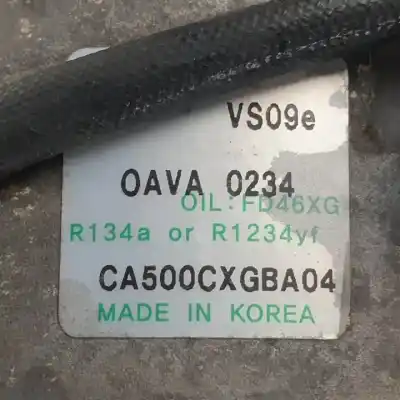 VS09e
OAVA 0234
OIL: FD46XG
R134a or R1234yf
CA500CXGBA04
MADE IN KOREA